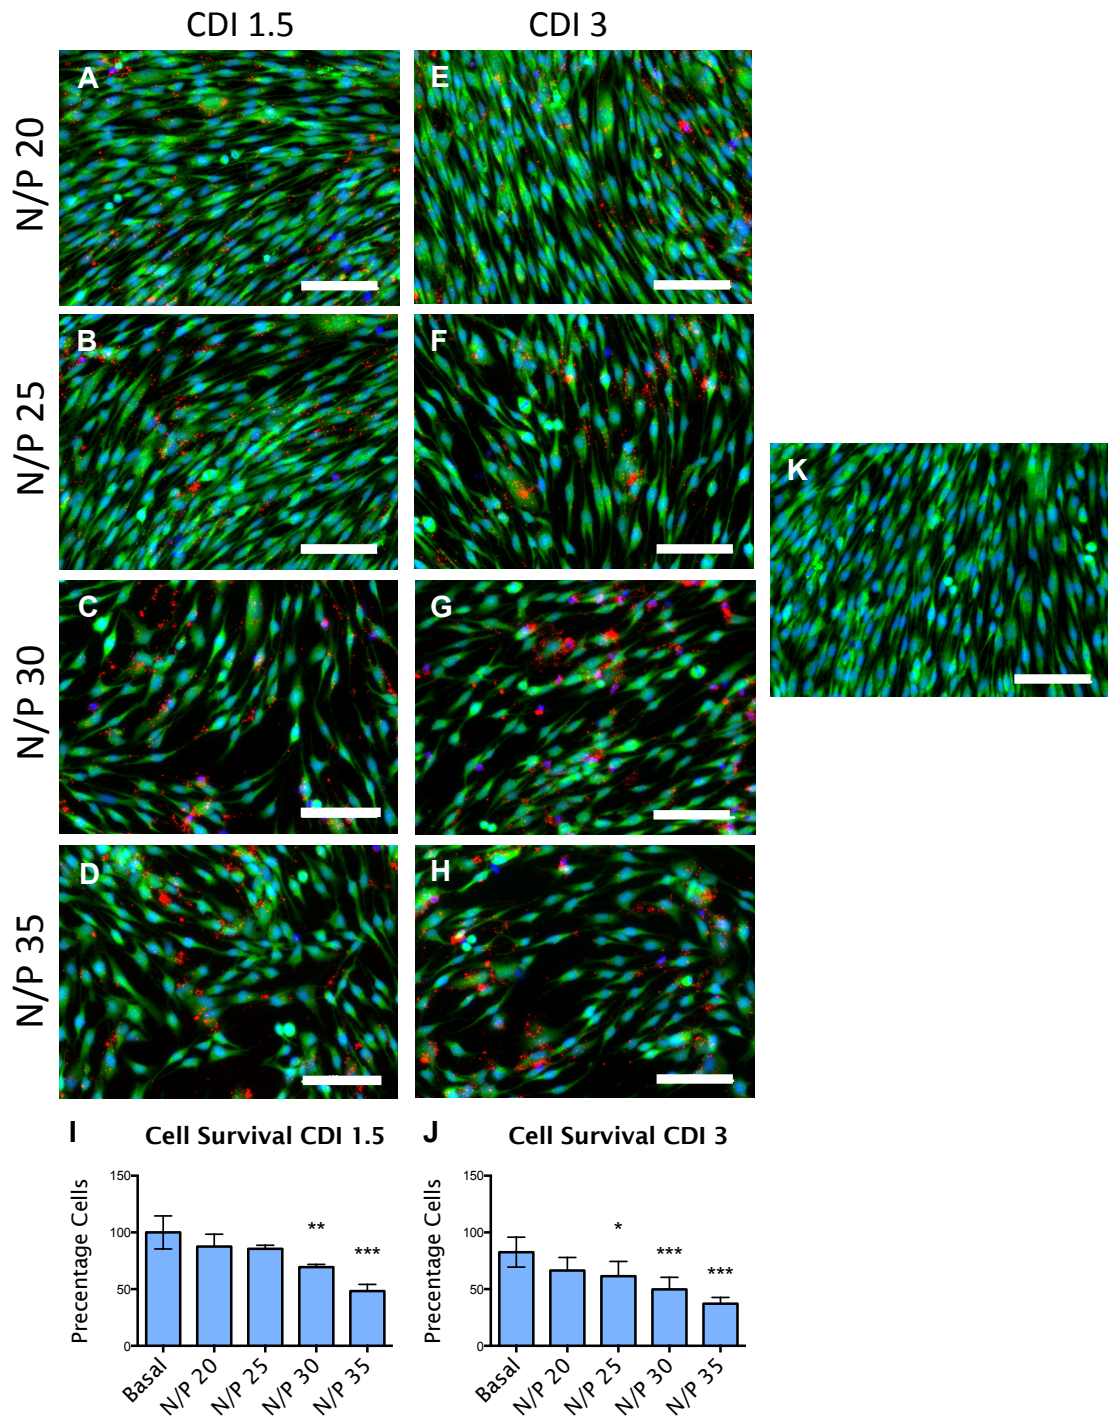 CDI 1.5 CDI 3
N/P 20
A E
N/P 25
B F
K
N/P 30
C G
N/P 35
D H
I Cell Survival CDI 1.5
150
100
50
0
Precentage Cells
** ***
Basal N/P 20 N/P 25 N/P 30 N/P 35
J Cell Survival CDI 3
150
100
50
0
Precentage Cells
* *** ***
Basal N/P 20 N/P 25 N/P 30 N/P 35